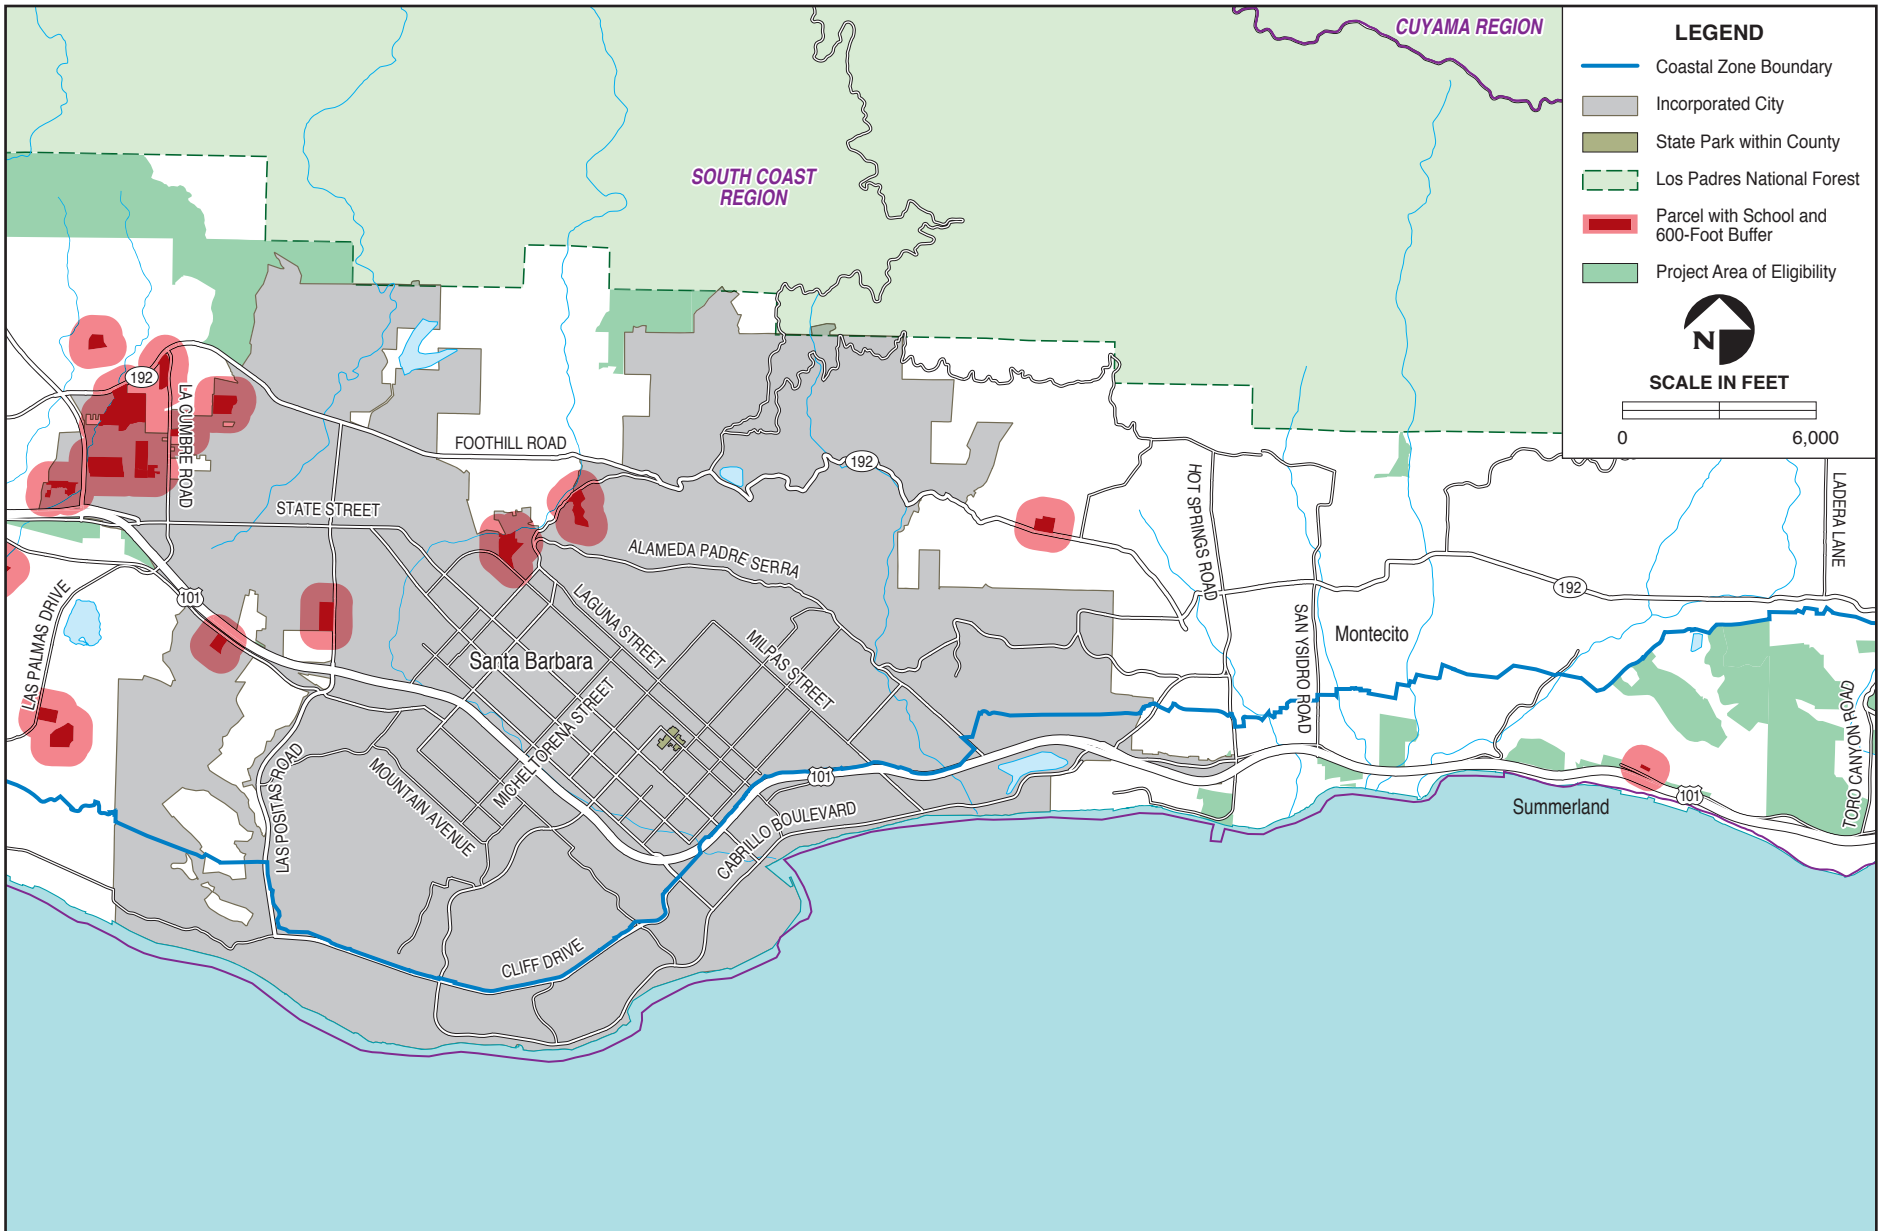 CUYAMA REGION
LEGEND
Coastal Zone Boundary
Incorporated City
State Park within County
Los Padres National Forest
Parcel with School and
600-Foot Buffer
Project Area of Eligibility
N
SCALE IN FEET
0 6,000
SOUTH COAST
REGION
192
LA CUMBRE ROAD
FOOTHILL ROAD
192
STATE STREET
ALAMEDA PADRE SERRA
HOT SPRINGS ROAD
LADERA LANE
101
192
LAS PALMAS DRIVE
LAGUNA STREET
SAN YSIDRO ROAD
Montecito
Santa Barbara
MILPAS STREET
MICHELTORENA STREET
LAS POSITAS ROAD
MOUNTAIN AVENUE
101
CABRILLO BOULEVARD
101
Summerland
TORO CANYON ROAD
CLIFF DRIVE